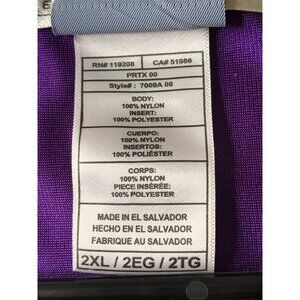 RN# 119208 CA# 51986
PRTX 00
Style#: 7009A 08
BODY:
100% NYLON
INSERT:
100% POLYESTER
CUERPO:
100% NYLON
INSERTOS:
100% POLIÉSTER
CORPS:
100% NYLON
PIECE INSÉRÉE:
100% POLYESTER
MADE IN EL SALVADOR
HECHO EN EL SALVADOR
FABRIQUE AU SALVADOR
2XL / 2EG / 2TG